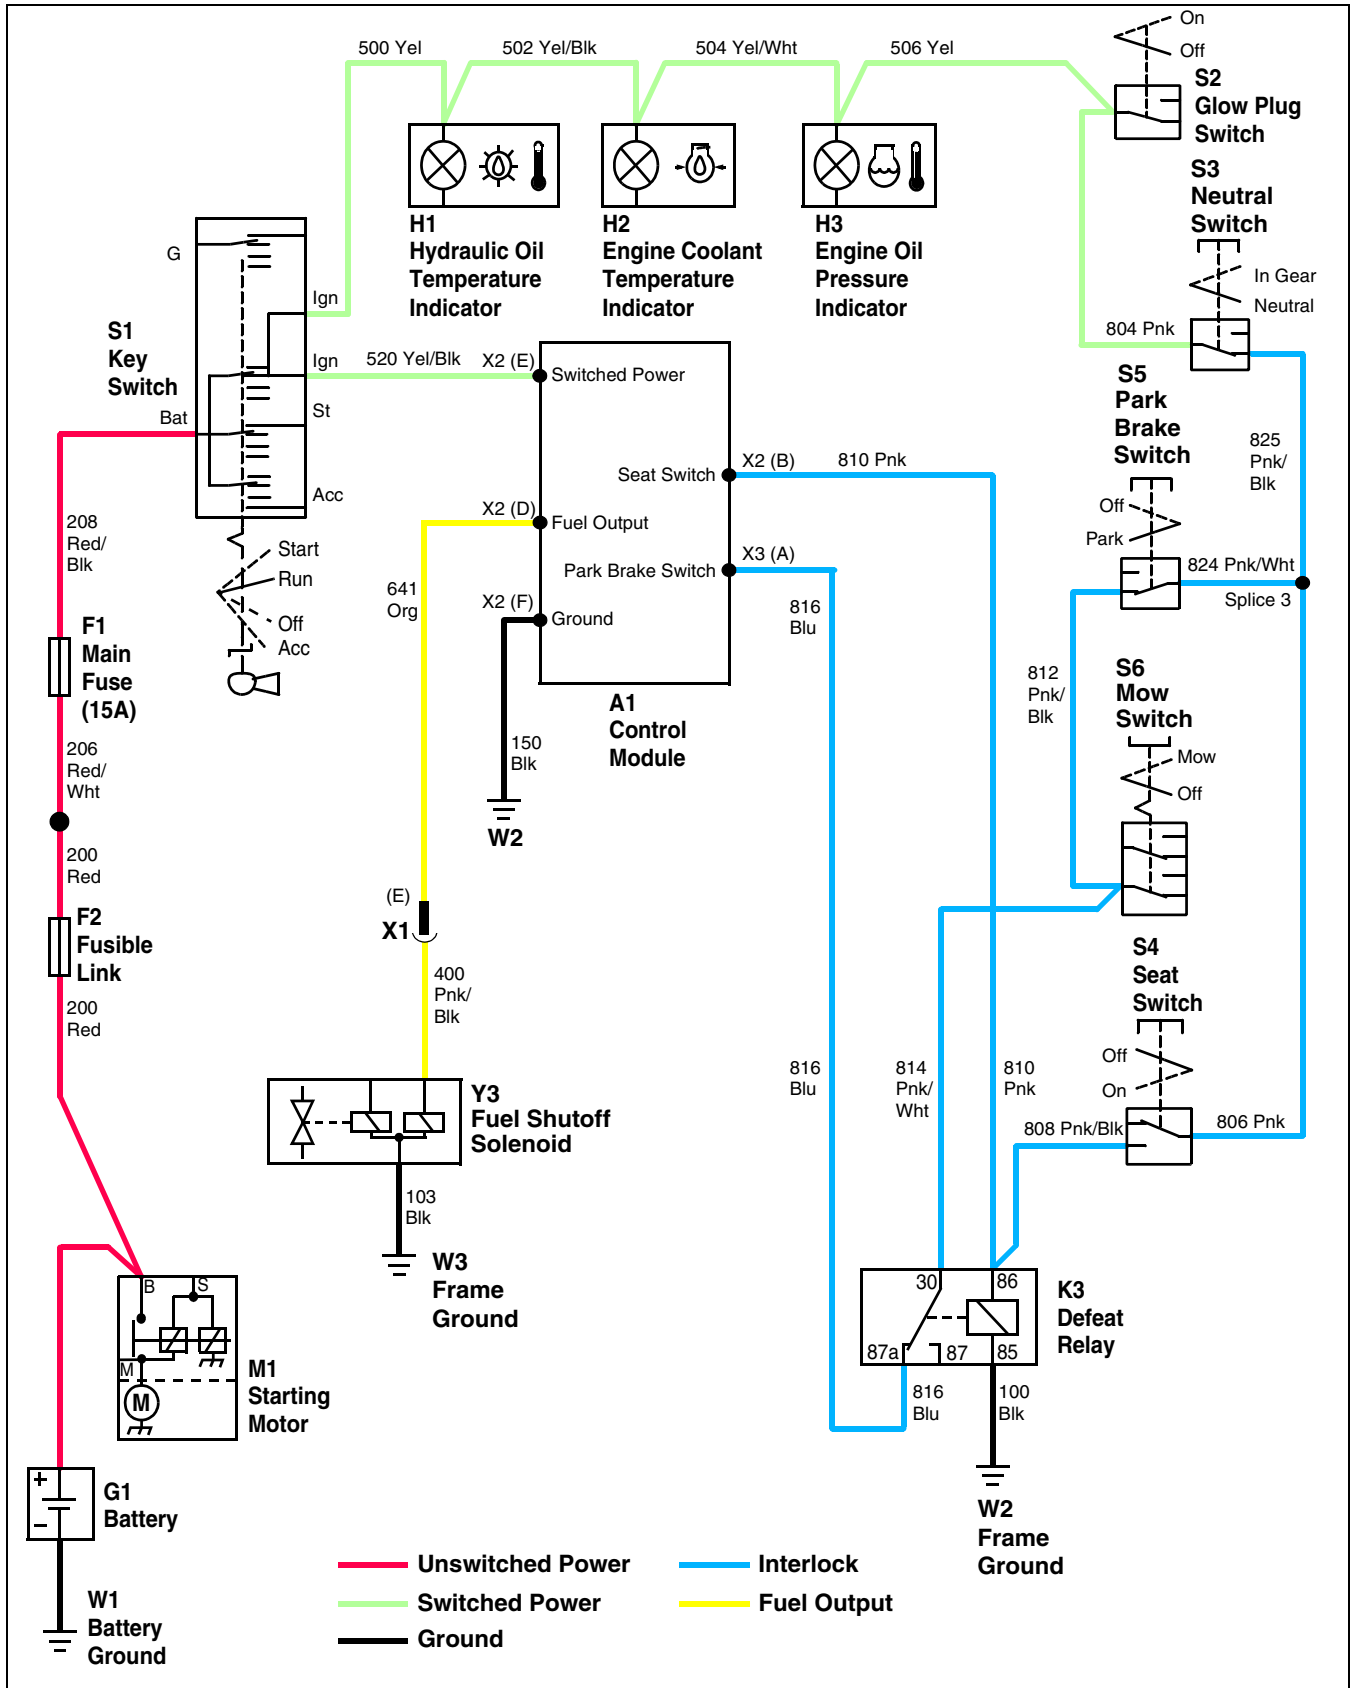 500 Yel
502 Yel/Blk
504 Yel/Wht
506 Yel
On
Off
S2
Glow Plug
Switch
S3
Neutral
Switch
In Gear
Neutral
804 Pnk
H1
Hydraulic Oil
Temperature
Indicator
H2
Engine Coolant
Temperature
Indicator
H3
Engine Oil
Pressure
Indicator
G
Ign
S1
Key
Switch
Ign
520 Yel/Blk
X2 (E)
Switched Power
St
Bat
Acc
S5
Park
Brake
Switch
825
Pnk/
Blk
Seat Switch
X2 (B)
810 Pnk
X2 (D)
Fuel Output
Park Brake Switch
X3 (A)
X2 (F)
Ground
Off
Park
824 Pnk/Wht
Splice 3
208
Red/
Blk
Start
Run
Off
Acc
641
Org
816
Blu
F1
Main
Fuse
(15A)
A1
Control
Module
812
Pnk/
Blk
S6
Mow
Switch
Mow
Off
206
Red/
Wht
150
Blk
W2
200
Red
F2
Fusible
Link
200
Red
(E)
X1
400
Pnk/
Blk
S4
Seat
Switch
Off
On
816
Blu
814
Pnk/
Wht
810
Pnk
808 Pnk/Blk
806 Pnk
Y3
Fuel Shutoff
Solenoid
103
Blk
W3
Frame
Ground
30
86
87a
87
85
K3
Defeat
Relay
B
S
M
M
M1
Starting
Motor
816
Blu
100
Blk
W2
Frame
Ground
+
−
G1
Battery
W1
Battery
Ground
Unswitched Power
Switched Power
Ground
Interlock
Fuel Output